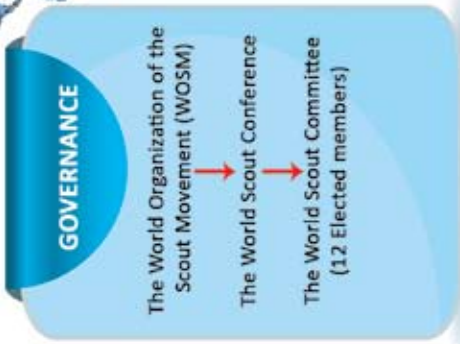 GOVERNANCE
The World Organization of the
Scout Movement (WOSM)
The World Scout Conference
The World Scout Committee
(12 Elected members)